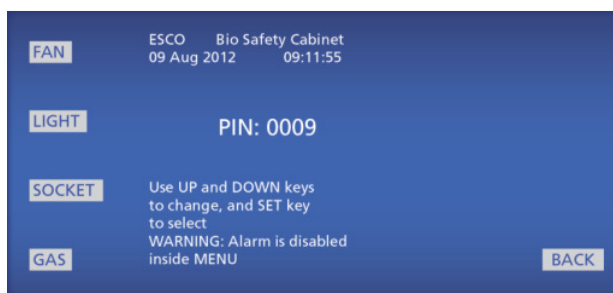 FAN
ESCO Bio Safety Cabinet
09 Aug 2012 09:11:55
LIGHT
PIN: 0009
SOCKET
Use UP and DOWN keys
to change, and SET key
to select
WARNING: Alarm is disabled
inside MENU
GAS
BACK